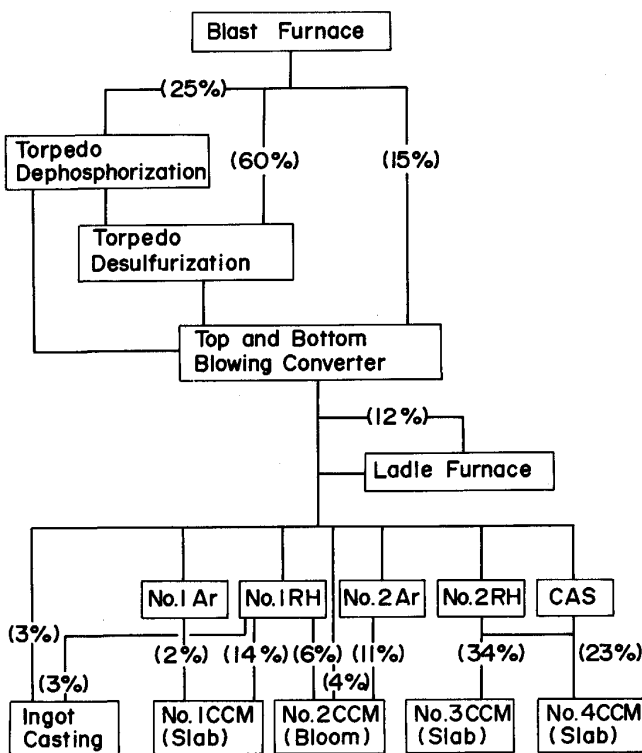 Blast Furnace
(25%)
Torpedo
Dephosphorization
(60%)
(15%)
Torpedo
Desulfurization
Top and Bottom
Blowing Converter
(12%)
Ladle Furnace
No.1 Ar
No.1 RH
No.2 Ar
No.2 RH
CAS
(3%)
(3%)
(2%)
(14%)
(6%)
(4%)
(11%)
(34%)
(23%)
Ingot
Casting
No.1 CCM
(Slab)
No.2 CCM
(Bloom)
No.3 CCM
(Slab)
No.4 CCM
(Slab)